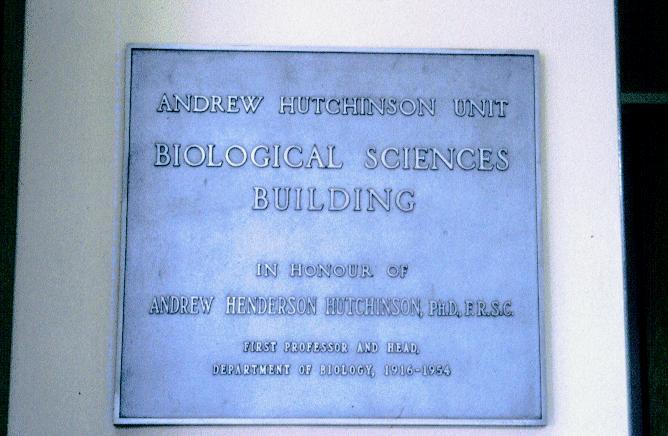 ANDREW HUTCHINSON UNIT
BIOLOGICAL SCIENCES
BUILDING
IN HONOUR OF
ANDREW HENDERSON HUTCHINSON, PH.D, F.R.S.C.
FIRST PROFESSOR AND HEAD,
DEPARTMENT OF BIOLOGY, 1916-1954